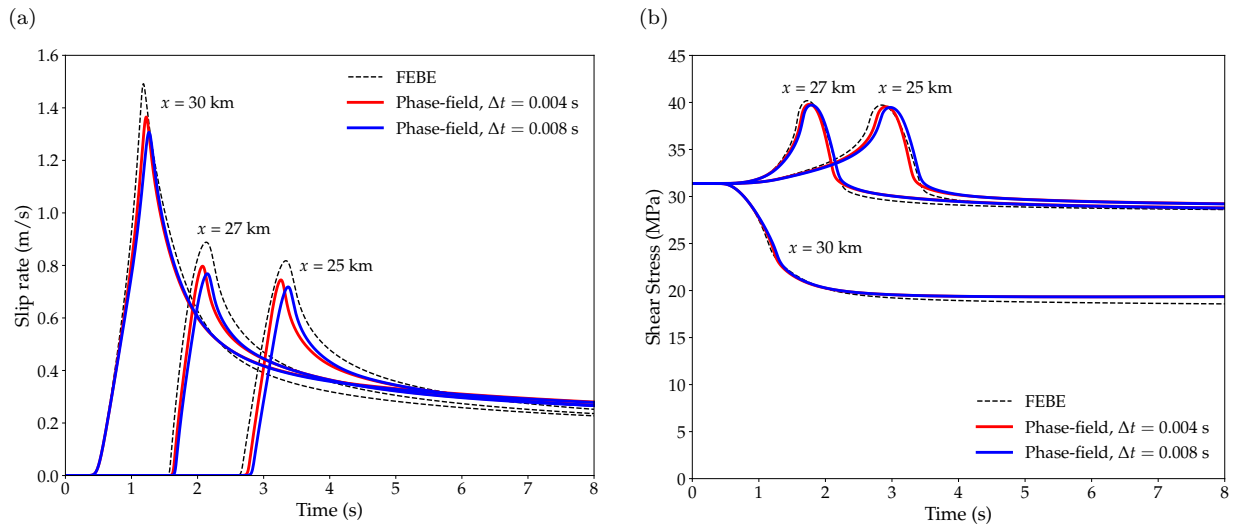 (a)
1.6
1.4
1.2
1.0
0.8
0.6
0.4
0.2
0.0
0 1 2 3 4 5 6 7 8
Slip rate (m/s)
Time (s)
x = 30 km
x = 27 km
x = 25 km
FEBE
Phase-field, Δt = 0.004 s
Phase-field, Δt = 0.008 s
(b)
45
40
35
30
25
20
15
10
5
0
0 1 2 3 4 5 6 7 8
Shear Stress (MPa)
Time (s)
x = 27 km x = 25 km
x = 30 km
FEBE
Phase-field, Δt = 0.004 s
Phase-field, Δt = 0.008 s